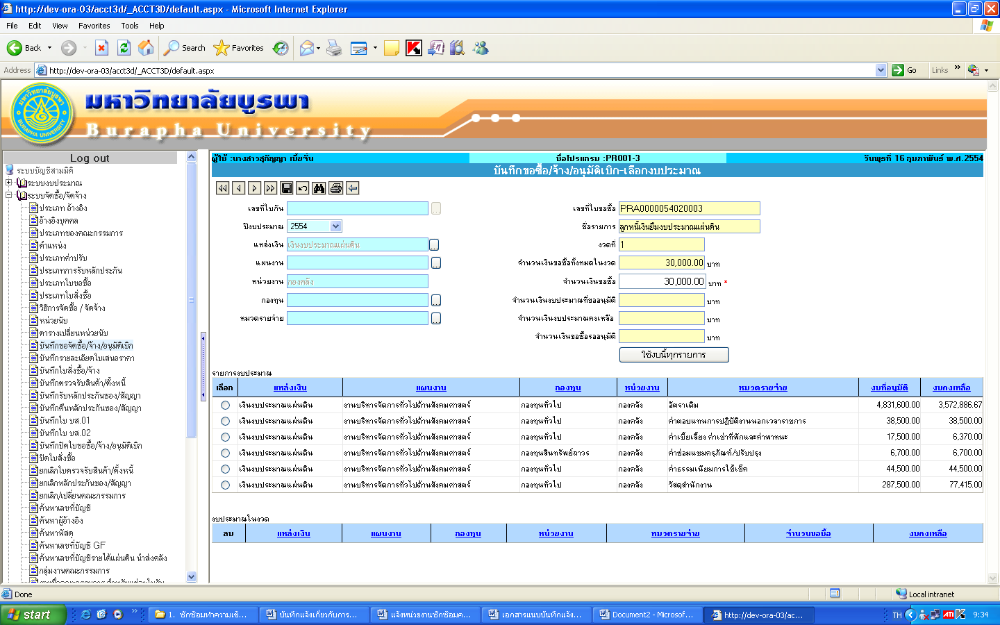 http://dev-ora-03/acct3d/_ACCT3D/default.aspx - Microsoft Internet Explorer
File Edit View Favorites Tools Help
Back Search Favorites
Address http://dev-ora-03/acct3d/_ACCT3D/default.aspx Go Links
มหาวิทยาลัยบูรพา
Burapha University
BURAPHA UNIVERSITY
Log out
ระบบบัญชีสามมิติ
ระบบงบประมาณ
ระบบจัดซื้อ/จัดจ้าง
ประเภท อ้างอิง
อ้างอิงบุคคล
ประเภทของคณะกรรมการ
ตำแหน่ง
ประเภทค่าปรับ
ประเภทการรับหลักประกัน
ประเภทใบขอซื้อ
ประเภทใบสั่งซื้อ
วิธีการจัดซื้อ / จัดจ้าง
หน่วยนับ
ตารางเปลี่ยนหน่วยนับ
บันทึกขอจัดซื้อ/จ้าง/อนุมัติเบิก
บันทึกรายละเอียดใบเสนอราคา
บันทึกใบสั่งซื้อ/จ้าง
บันทึกตรวจรับสินค้า/ตั้งหนี้
บันทึกรับหลักประกันซอง/สัญญา
บันทึกคืนหลักประกันซอง/สัญญา
บันทึกใบ บส.01
บันทึกใบ บส.02
บันทึกปิดใบขอซื้อ/จ้าง/อนุมัติเบิก
ปิดใบสั่งซื้อ
ยกเลิกใบตรวจรับสินค้า/ตั้งหนี้
ยกเลิกหลักประกันซอง/สัญญา
ยกเลิก/เปลี่ยนคณะกรรมการ
ค้นหาเลขที่บัญชี
ค้นหาผู้อ้างอิง
ค้นหาพัสดุ
ค้นหาเลขที่บัญชี GF
ค้นหาเลขที่บัญชีรายได้แผ่นดิน นำส่งคลัง
กลุ่มงานคณะกรรมการ
ผู้ใช้ :นางสาวสุกัญญา เบี้ยจั่น ชื่อโปรแกรม :PR001-3 วันพุธที่ 16 กุมภาพันธ์ พ.ศ.2554
บันทึกขอซื้อ/จ้าง/อนุมัติเบิก-เลือกงบประมาณ
เลขที่ใบกัน เลขที่ใบขอซื้อ PRA0000054020003
ปีงบประมาณ 2554 ชื่อรายการ ลูกหนี้เงินยืมงบประมาณแผ่นดิน
แหล่งเงิน เงินงบประมาณแผ่นดิน ... งวดที่ 1
แผนงาน ... จำนวนเงินขอซื้อทั้งหมดในงวด 30,000.00 บาท
หน่วยงาน กองคลัง จำนวนเงินขอซื้อ 30,000.00 บาท *
กองทุน ... จำนวนเงินงบประมาณที่ขออนุมัติ บาท
หมวดรายจ่าย ... จำนวนเงินงบประมาณคงเหลือ บาท
จำนวนเงินขอซื้อรออนุมัติ บาท
ใช้งบนี้ทุกรายการ
รายการงบประมาณ
เลือก แหล่งเงิน แผนงาน กองทุน หน่วยงาน หมวดรายจ่าย งบที่อนุมัติ งบคงเหลือ
เงินงบประมาณแผ่นดิน งานบริหารจัดการทั่วไปด้านสังคมศาสตร์ กองทุนทั่วไป กองคลัง อัตราเดิม 4,831,600.00 3,572,886.67
เงินงบประมาณแผ่นดิน งานบริหารจัดการทั่วไปด้านสังคมศาสตร์ กองทุนทั่วไป กองคลัง ค่าตอบแทนการปฏิบัติงานนอกเวลาราชการ 38,500.00 38,500.00
เงินงบประมาณแผ่นดิน งานบริหารจัดการทั่วไปด้านสังคมศาสตร์ กองทุนทั่วไป กองคลัง ค่าเบี้ยเลี้ยง ค่าเช่าที่พักและค่าพาหนะ 17,500.00 6,370.00
เงินงบประมาณแผ่นดิน งานบริหารจัดการทั่วไปด้านสังคมศาสตร์ กองทุนสินทรัพย์ถาวร กองคลัง ค่าซ่อมแซมครุภัณฑ์/ปรับปรุง 6,700.00 6,700.00
เงินงบประมาณแผ่นดิน งานบริหารจัดการทั่วไปด้านสังคมศาสตร์ กองทุนทั่วไป กองคลัง ค่าธรรมเนียมการใช้เช็ค 44,500.00 44,500.00
เงินงบประมาณแผ่นดิน งานบริหารจัดการทั่วไปด้านสังคมศาสตร์ กองทุนทั่วไป กองคลัง วัสดุสำนักงาน 287,500.00 77,415.00
งบประมาณในงวด
ลบ แหล่งเงิน แผนงาน กองทุน หน่วยงาน หมวดรายจ่าย จำนวนขอซื้อ งบคงเหลือ
Done Local intranet
start 1. ซักซ้อมทำความเข้... บันทึกแจ้งเกี่ยวกับการ... แจ้งหน่วยงานซักซ้อมค... เอกสารแนบบันทึกแจ้ง... Document2 - Microsof... http://dev-ora-03/ac... TH ATI 9:34